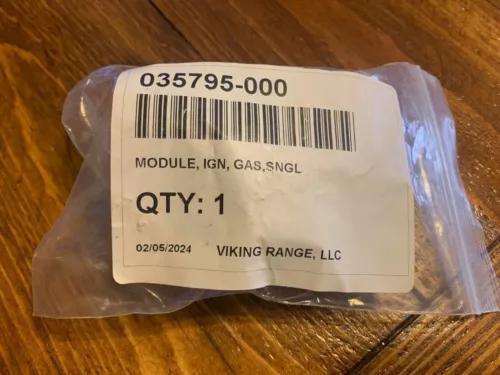 035795-000
MODULE, IGN, GAS,SNGL
QTY: 1
02/05/2024 VIKING RANGE, LLC